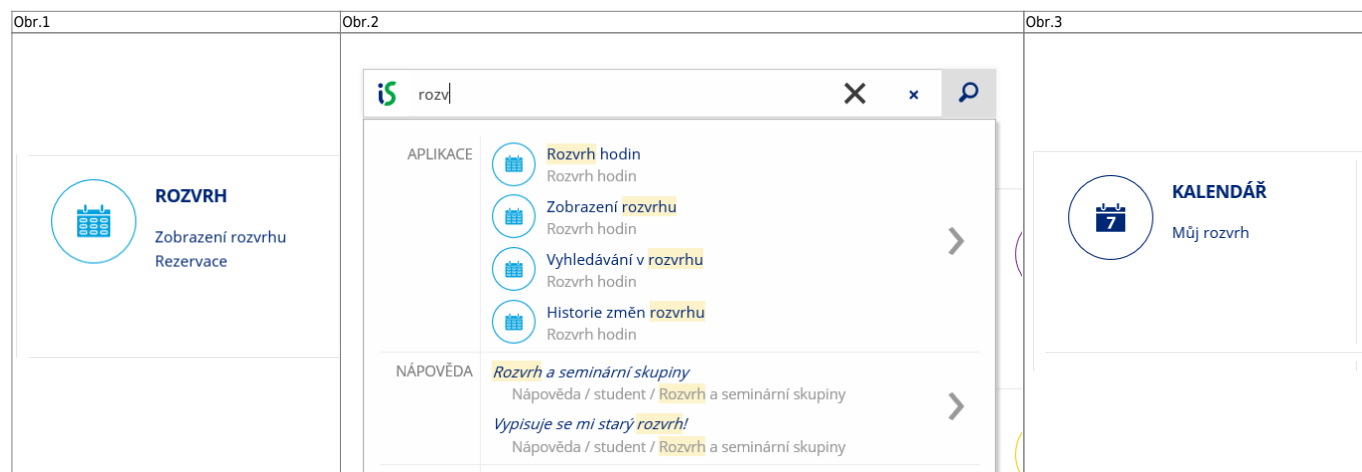 Obr.1
Obr.2
Obr.3
ROZVRH
Zobrazení rozvrhu
Rezervace
iS rozv
APLIKACE
Rozvrh hodin
Rozvrh hodin
Zobrazení rozvrhu
Rozvrh hodin
Vyhledávání v rozvrhu
Rozvrh hodin
Historie změn rozvrhu
Rozvrh hodin
NÁPOVĚDA
Rozvrh a seminární skupiny
Nápověda / student / Rozvrh a seminární skupiny
Vypisuje se mi starý rozvrh!
Nápověda / student / Rozvrh a seminární skupiny
7
KALENDÁŘ
Můj rozvrh